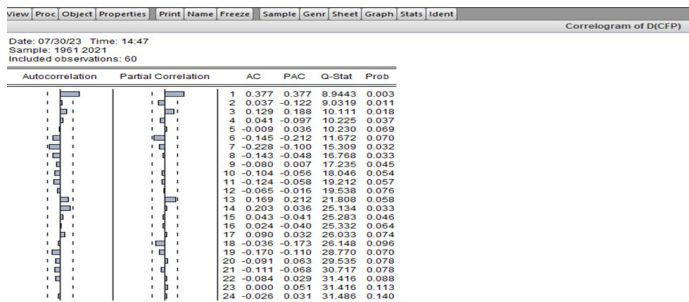 View Proc Object Properties Print Name Freeze Sample Genr Sheet Graph Stats Ident
Correlogram of D(CFP)
Date: 07/30/23 Time: 14:47
Sample: 1961 2021
Included observations: 60
Autocorrelation Partial Correlation AC PAC Q-Stat Prob
1 0.377 0.377 8.9443 0.003
2 0.037 -0.122 9.0319 0.011
3 0.129 0.188 10.111 0.018
4 0.041 -0.097 10.225 0.037
5 -0.009 0.036 10.230 0.069
6 -0.145 -0.212 11.672 0.070
7 -0.228 -0.100 15.309 0.032
8 -0.143 -0.048 16.768 0.033
9 -0.080 0.007 17.235 0.045
10 -0.104 -0.056 18.046 0.054
11 -0.124 -0.058 19.212 0.057
12 -0.065 -0.016 19.538 0.076
13 0.169 0.212 21.808 0.058
14 0.203 0.036 25.134 0.033
15 0.043 -0.041 25.283 0.046
16 0.024 -0.040 25.332 0.064
17 0.090 0.032 26.033 0.074
18 -0.036 -0.173 26.148 0.096
19 -0.170 -0.110 28.770 0.070
20 -0.091 0.063 29.535 0.078
21 -0.111 -0.068 30.717 0.078
22 -0.084 0.029 31.416 0.088
23 0.000 0.051 31.416 0.113
24 -0.026 0.031 31.486 0.140